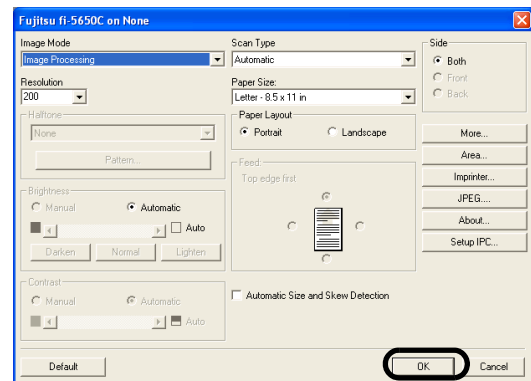 Fujitsu fi-5650C on None
Image Mode
Image Processing
Resolution
200
Halftone
None
Pattern...
Brightness
Manual
Automatic
Auto
Darken
Normal
Lighten
Contrast
Manual
Automatic
Auto
Scan Type
Automatic
Paper Size:
Letter - 8.5 x 11 in
Paper Layout
Portrait
Landscape
Feed:
Top edge first
Automatic Size and Skew Detection
Side
Both
Front
Back
More...
Area...
Imprinter...
JPEG....
About...
Setup IPC...
Default
OK
Cancel